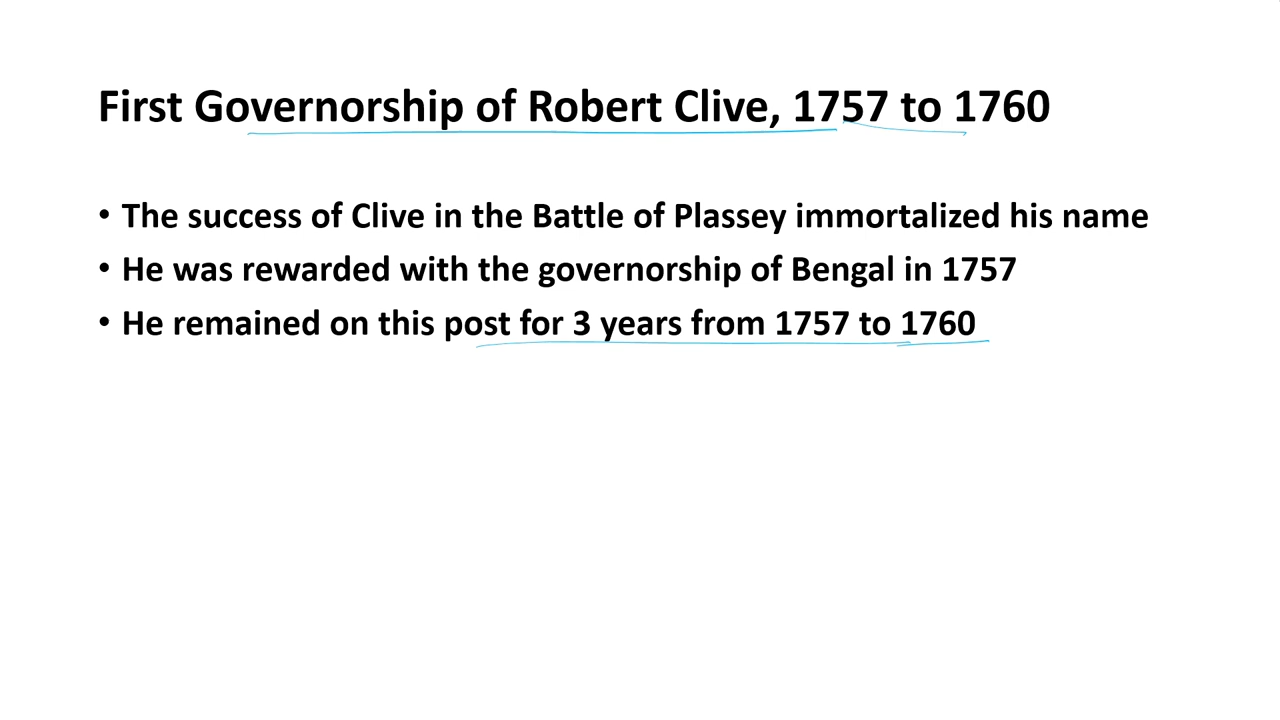 First Governorship of Robert Clive, 1757 to 1760
• The success of Clive in the Battle of Plassey immortalized his name
• He was rewarded with the governorship of Bengal in 1757
• He remained on this post for 3 years from 1757 to 1760